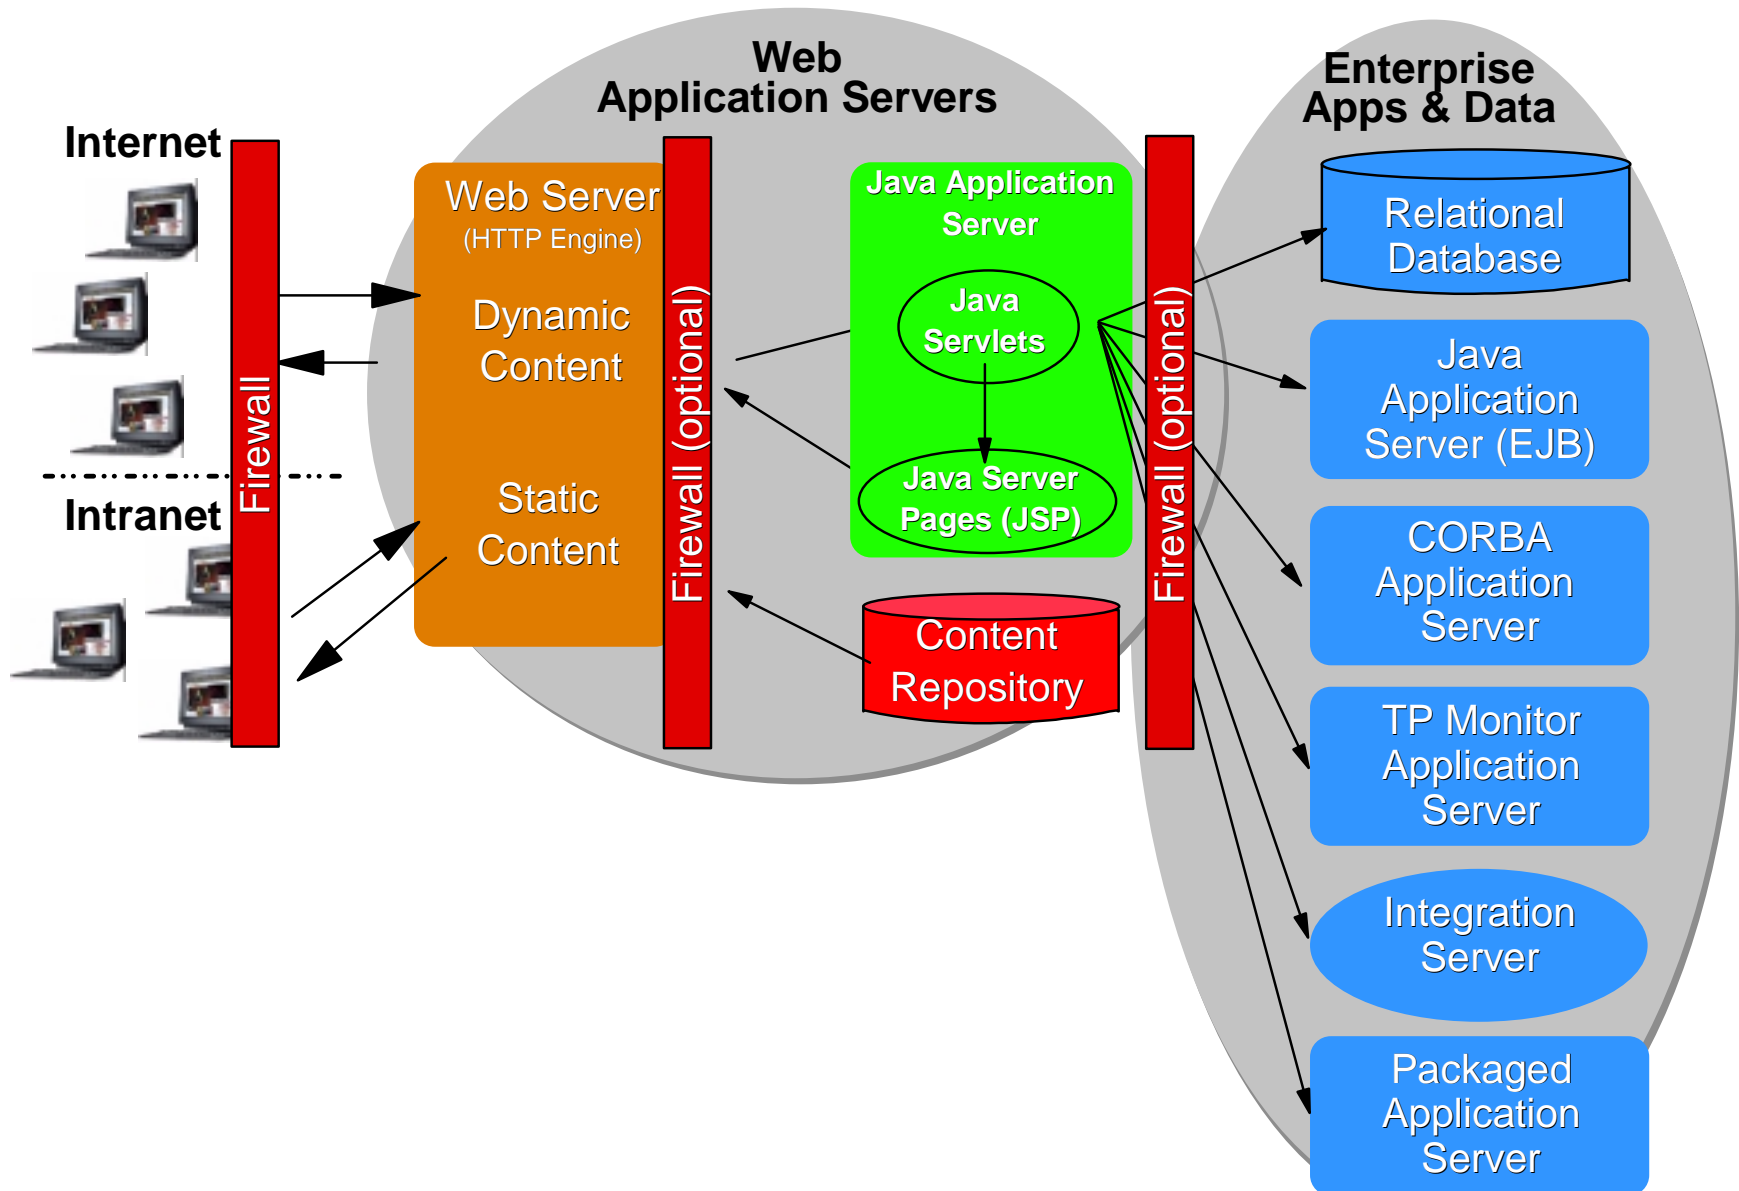 Internet
Intranet
Firewall
Web
Application Servers
Web Server
(HTTP Engine)
Dynamic
Content
Static
Content
Firewall (optional)
Java Application
Server
Java
Servlets
Java Server
Pages (JSP)
Content
Repository
Firewall (optional)
Enterprise
Apps & Data
Relational
Database
Java
Application
Server (EJB)
CORBA
Application
Server
TP Monitor
Application
Server
Integration
Server
Packaged
Application
Server